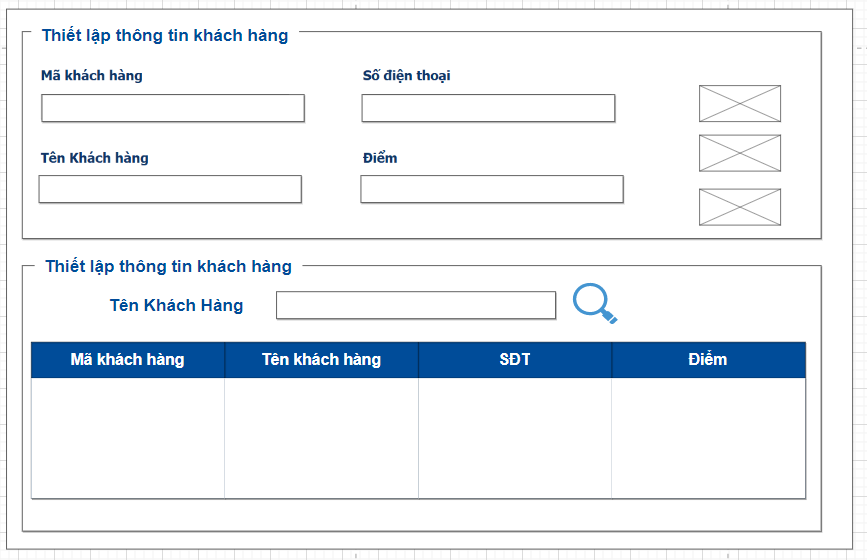 Thiết lập thông tin khách hàng
Mã khách hàng
Số điện thoại
Tên Khách hàng
Điểm
Thiết lập thông tin khách hàng
Tên Khách Hàng
Mã khách hàng Tên khách hàng SĐT Điểm